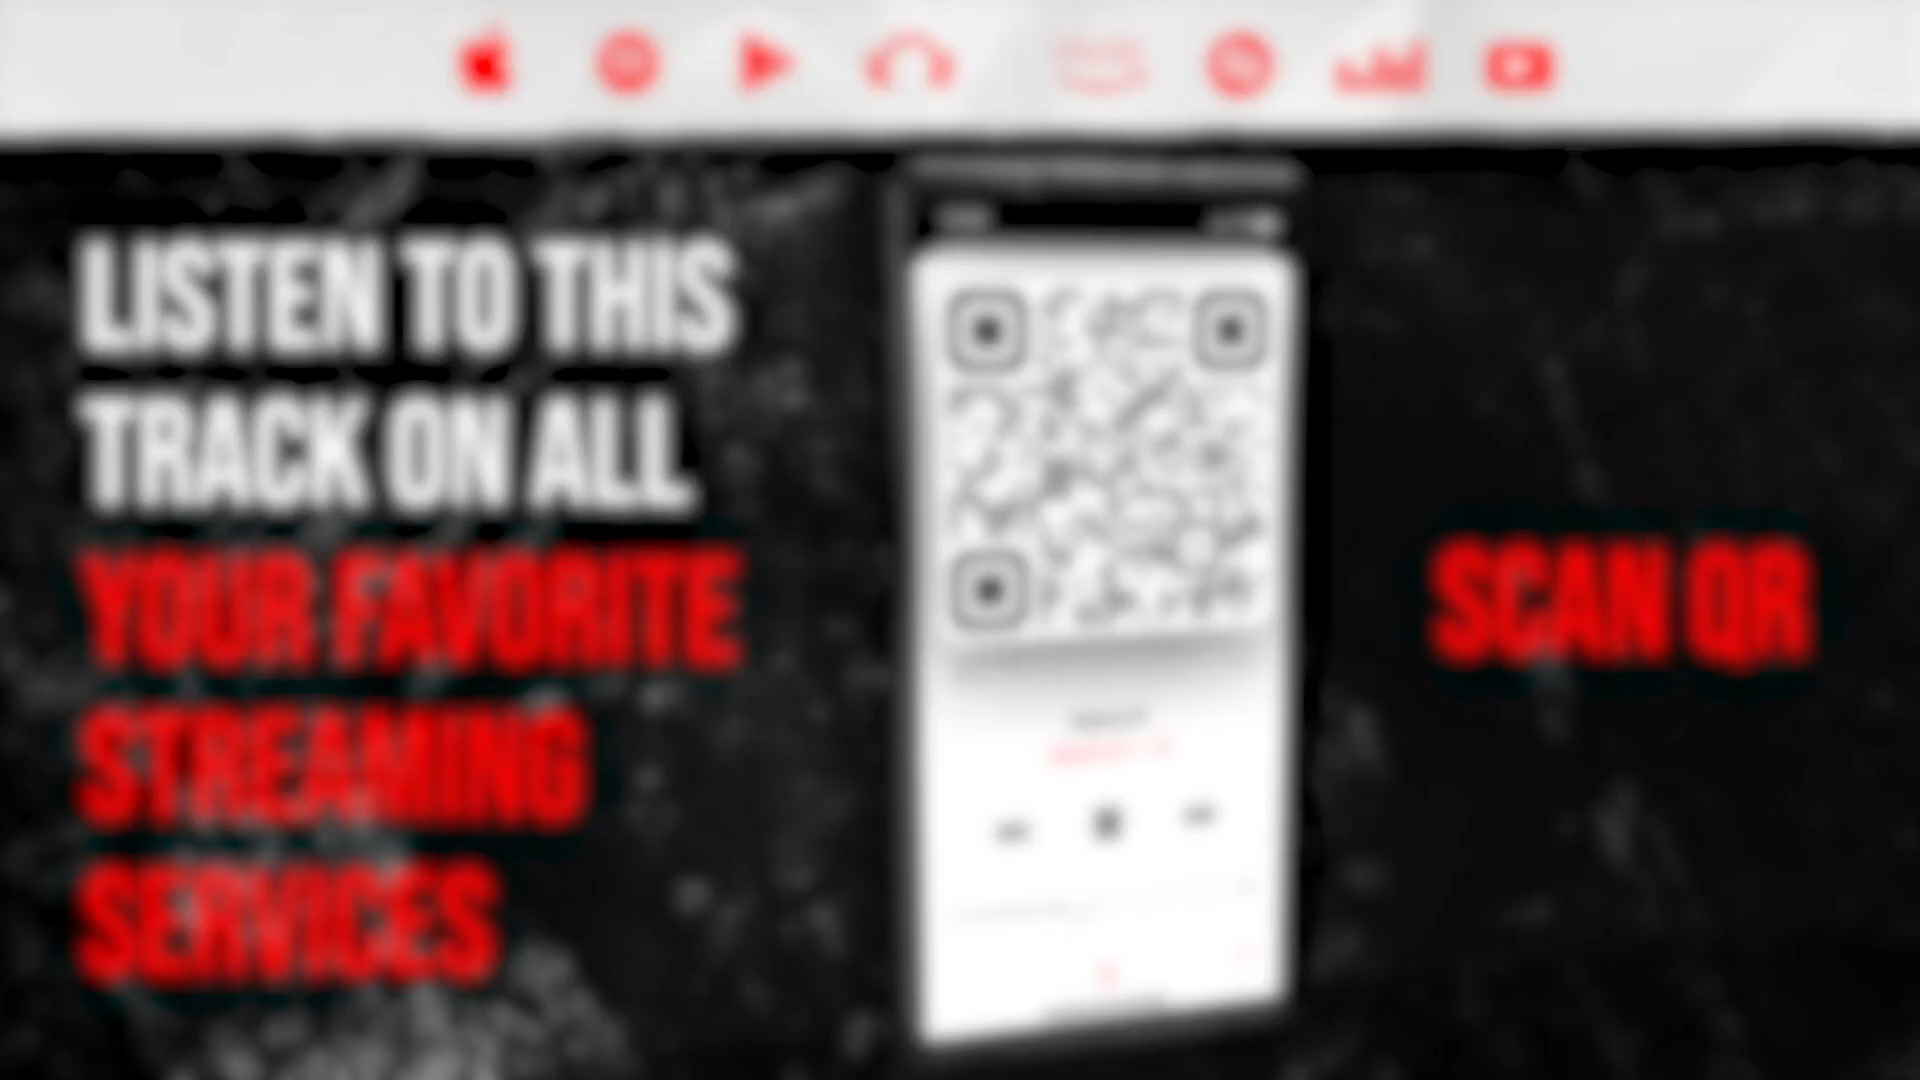 LISTEN TO THIS
TRACK ON ALL
YOUR FAVORITE
STREAMING
SERVICES
SCAN QR